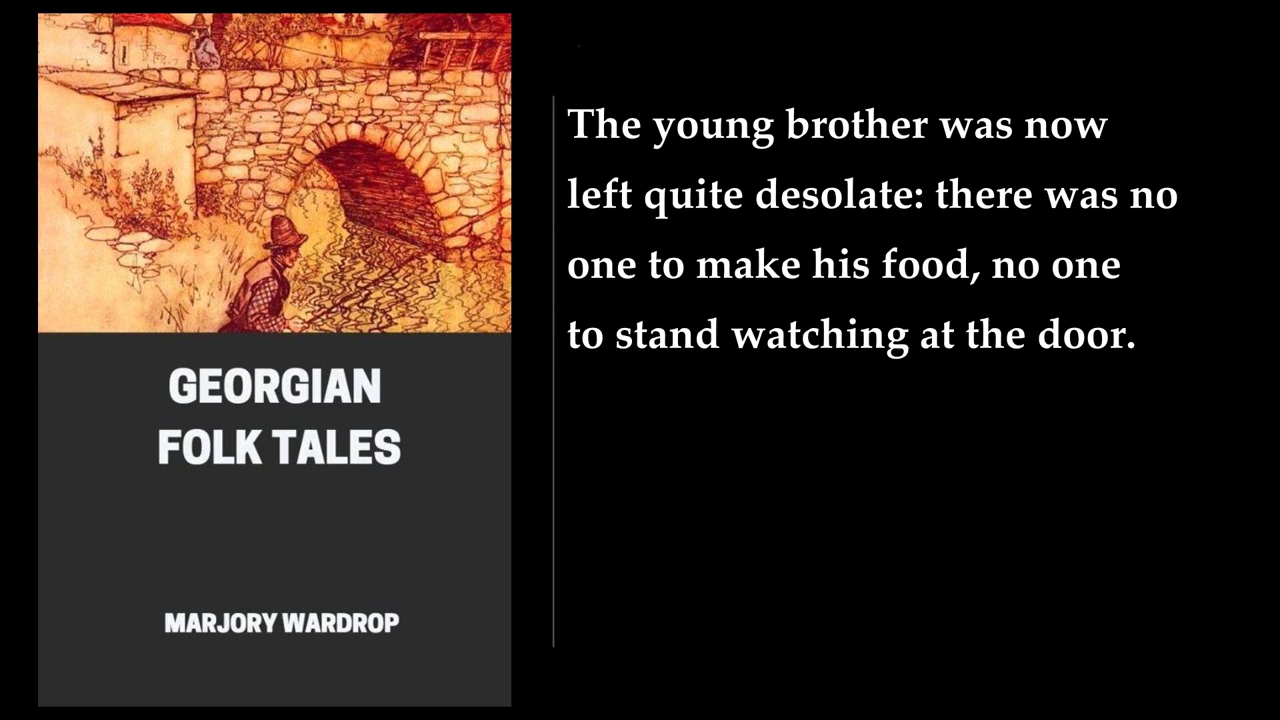 GEORGIAN
FOLK TALES
MARJORY WARDROP
The young brother was now
left quite desolate: there was no
one to make his food, no one
to stand watching at the door.